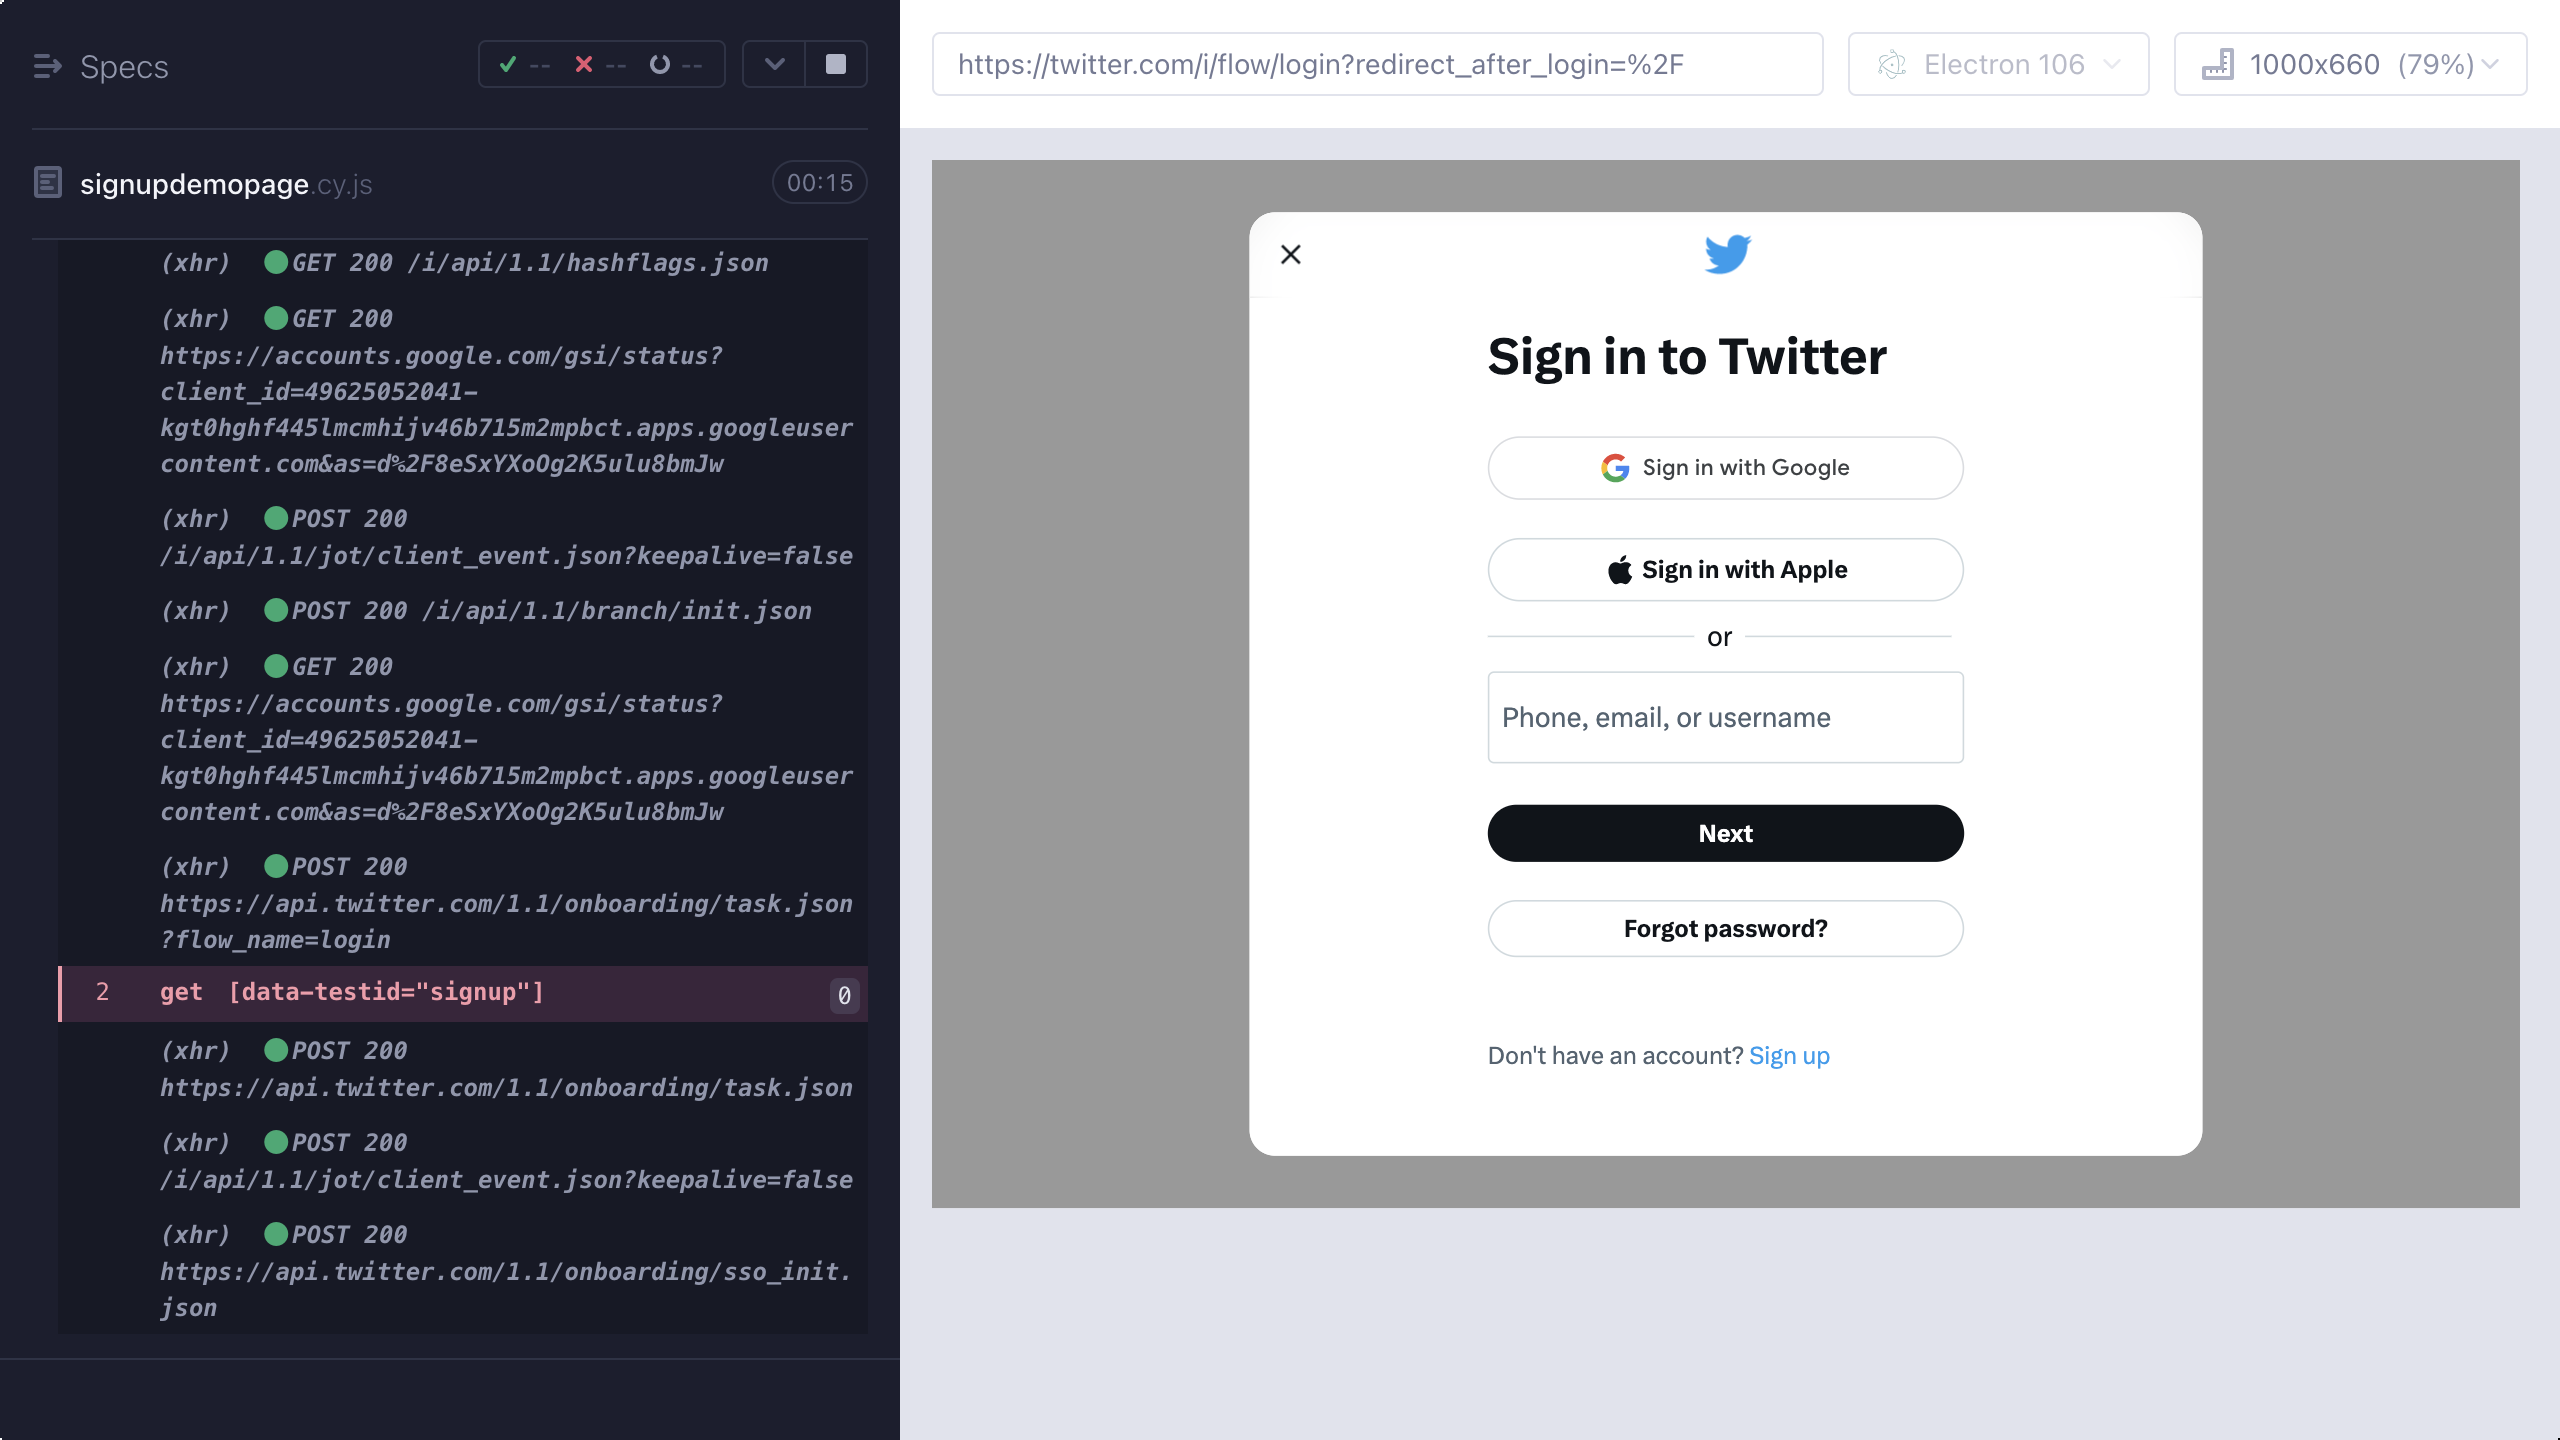 Specs
-- -- --
signupdemopage.cy.js 00:15
(xhr) GET 200 /i/api/1.1/hashflags.json
(xhr) GET 200
https://accounts.google.com/gsi/status?
client_id=49625052041-
kgt0hghf445lmcmhijv46b715m2mpbct.apps.googleuser
content.com&as=d%2F8eSxYXoOg2K5ulu8bmJw
(xhr) POST 200
/i/api/1.1/jot/client_event.json?keepalive=false
(xhr) POST 200 /i/api/1.1/branch/init.json
(xhr) GET 200
https://accounts.google.com/gsi/status?
client_id=49625052041-
kgt0hghf445lmcmhijv46b715m2mpbct.apps.googleuser
content.com&as=d%2F8eSxYXoOg2K5ulu8bmJw
(xhr) POST 200
https://api.twitter.com/1.1/onboarding/task.json
?flow_name=login
2 get [data-testid="signup"] 0
(xhr) POST 200
https://api.twitter.com/1.1/onboarding/task.json
(xhr) POST 200
/i/api/1.1/jot/client_event.json?keepalive=false
(xhr) POST 200
https://api.twitter.com/1.1/onboarding/sso_init.
json
https://twitter.com/i/flow/login?redirect_after_login=%2F
Electron 106
1000x660 (79%)
Sign in to Twitter
Sign in with Google
Sign in with Apple
or
Phone, email, or username
Next
Forgot password?
Don't have an account? Sign up